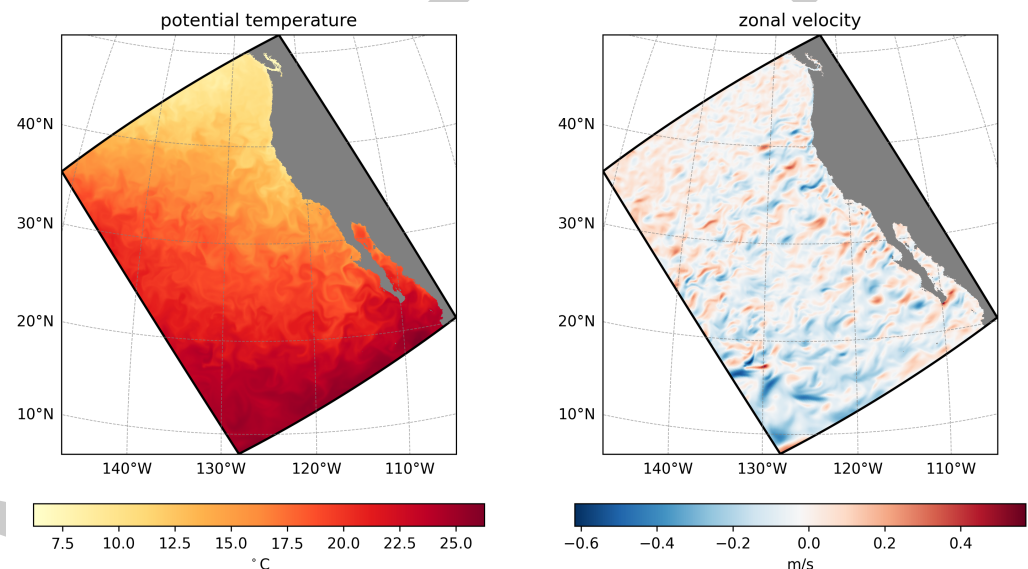 potential temperature
zonal velocity
40°N
30°N
20°N
10°N
140°W 130°W 120°W 110°W
40°N
30°N
20°N
10°N
140°W 130°W 120°W 110°W
7.5 10.0 12.5 15.0 17.5 20.0 22.5 25.0
°C
−0.6 −0.4 −0.2 0.0 0.2 0.4
m/s